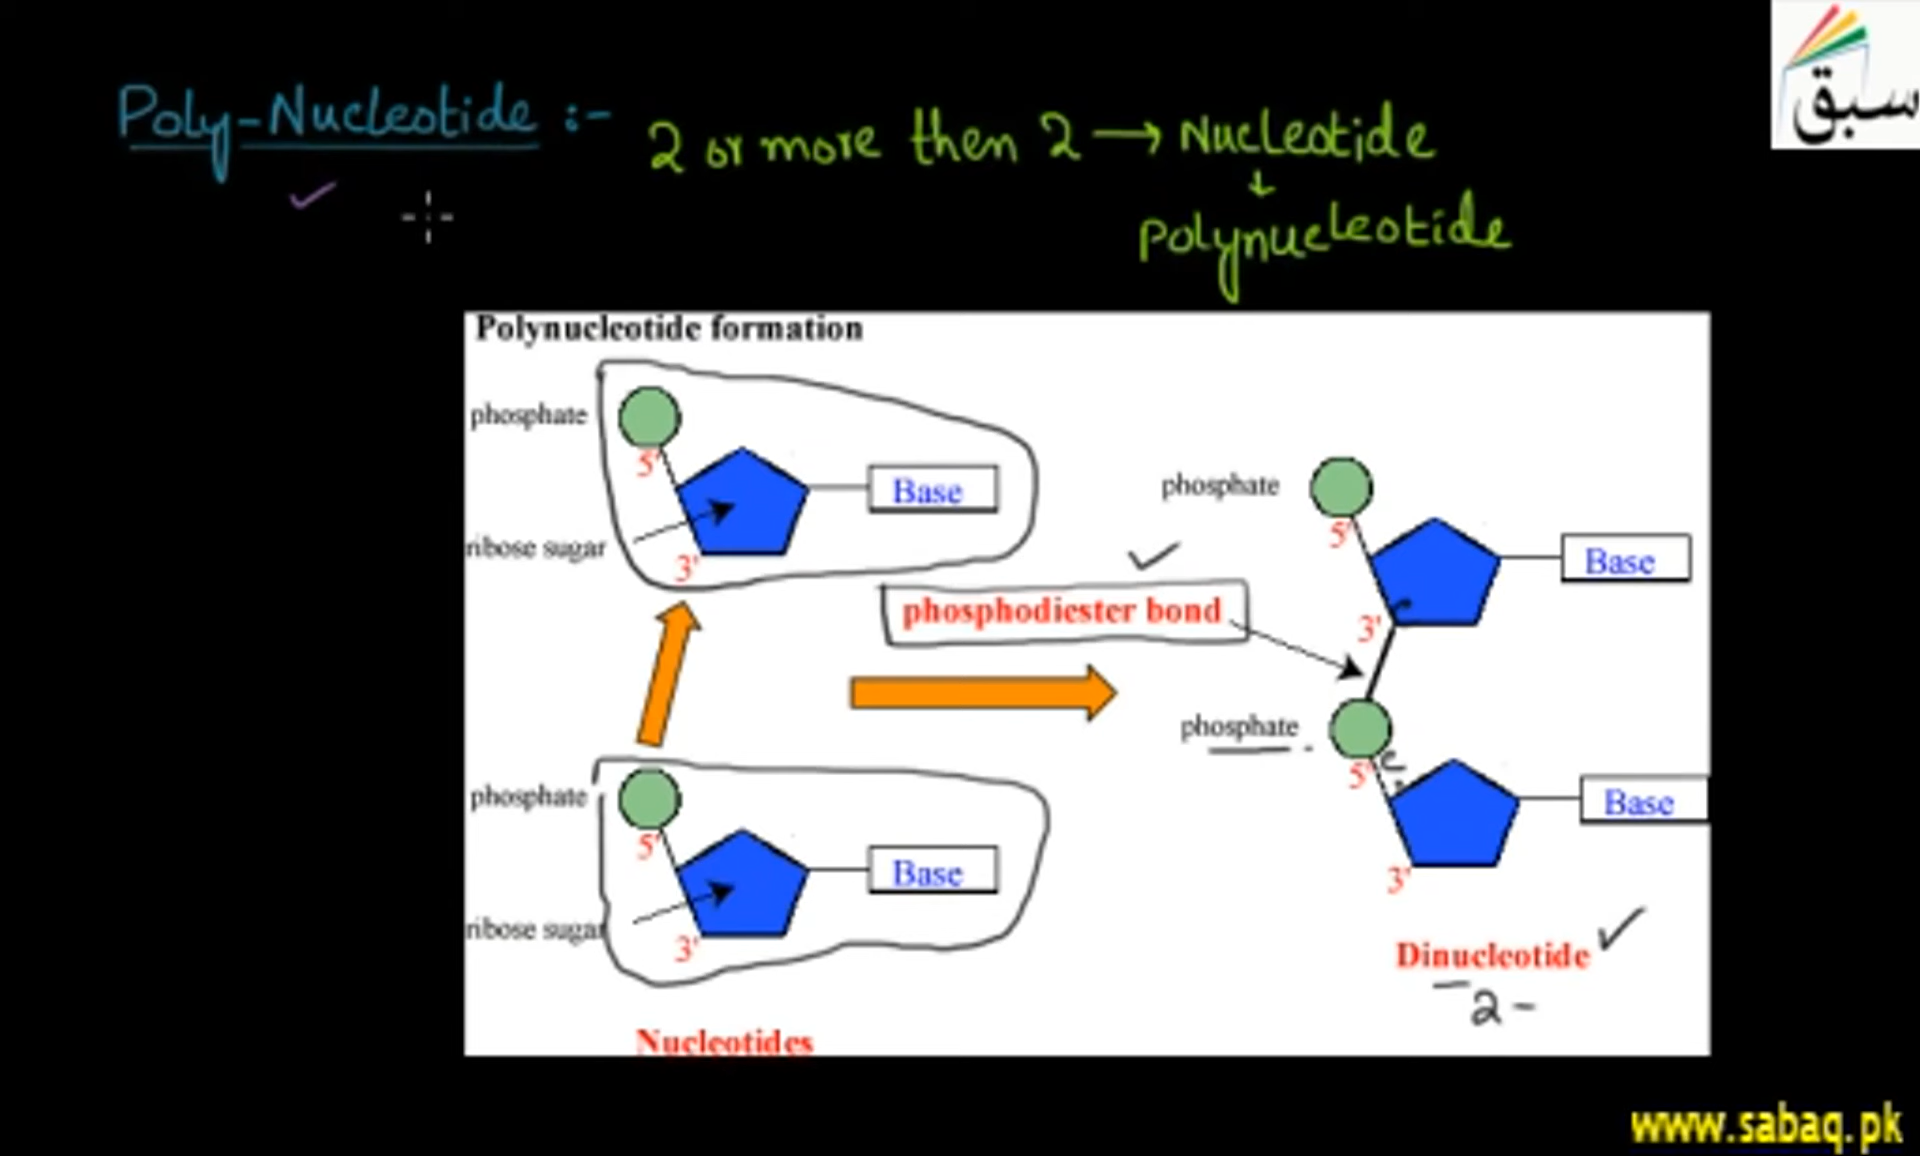 Poly-Nucleotide :- 2 or more then 2 → Nucleotide
polynucleotide
سبق
Polynucleotide formation
phosphate
5'
Base
ribose sugar
3'
phosphate
5'
Base
ribose sugar
3'
Nucleotides
phosphodiester bond
phosphate
5'
Base
3'
phosphate
5'
Base
3'
Dinucleotide
2
www.sabaq.pk